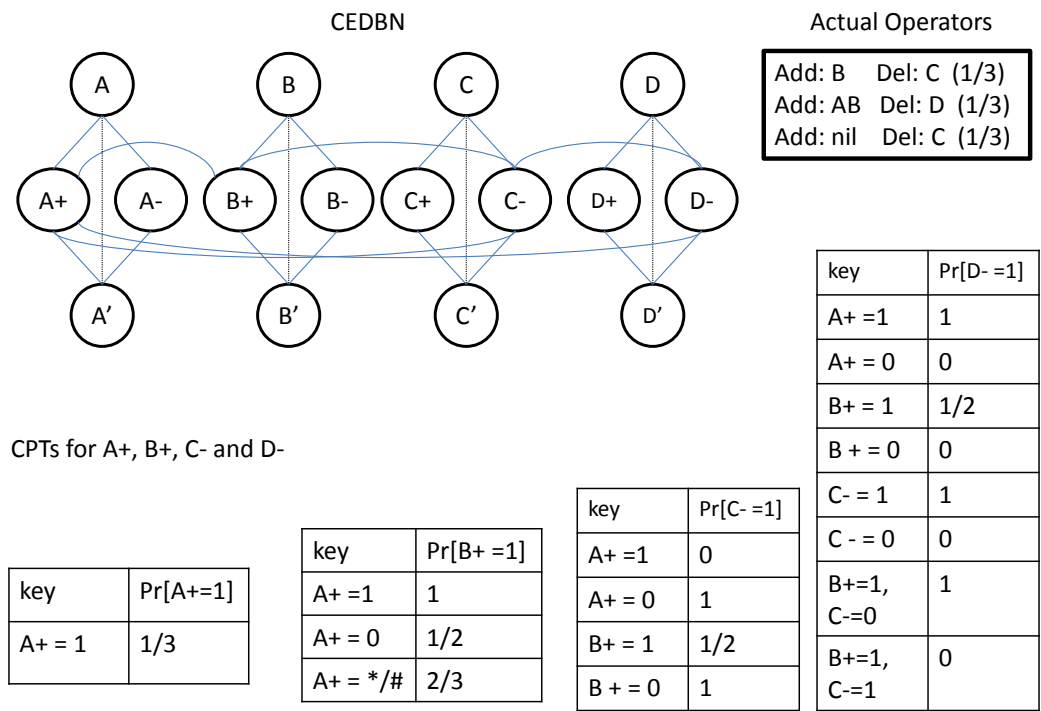 CEDBN
Actual Operators
Add: B Del: C (1/3)
Add: AB Del: D (1/3)
Add: nil Del: C (1/3)
A B C D
A+ A- B+ B- C+ C- D+ D-
A’ B’ C’ D’
CPTs for A+, B+, C- and D-
key Pr[A+=1]
A+ = 1 1/3
key Pr[B+ =1]
A+ =1 1
A+ = 0 1/2
A+ = */# 2/3
key Pr[C- =1]
A+ =1 0
A+ = 0 1
B+ = 1 1/2
B + = 0 1
key Pr[D- =1]
A+ =1 1
A+ = 0 0
B+ = 1 1/2
B + = 0 0
C- = 1 1
C - = 0 0
B+=1, 1
C-=0
B+=1, 0
C-=1